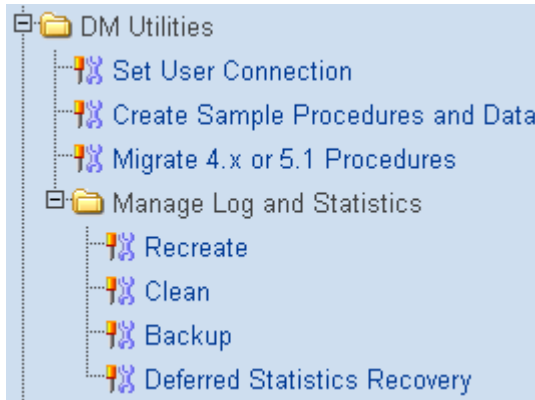 DM Utilities
Set User Connection
Create Sample Procedures and Data
Migrate 4.x or 5.1 Procedures
Manage Log and Statistics
Recreate
Clean
Backup
Deferred Statistics Recovery